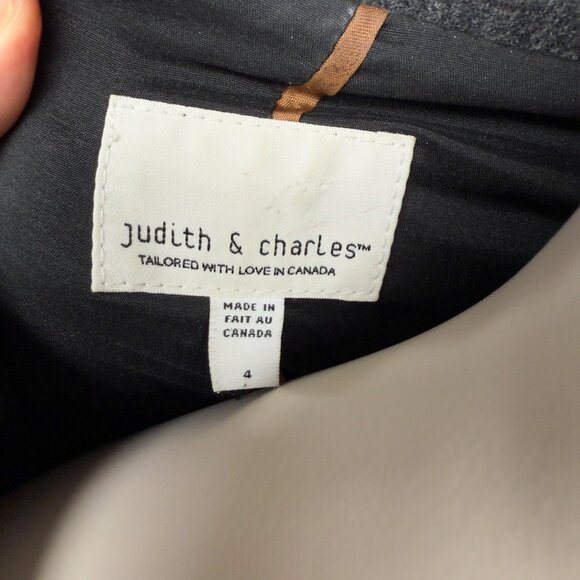 judith & charles™
TAILORED WITH LOVE IN CANADA
MADE IN
FAIT AU
CANADA
4